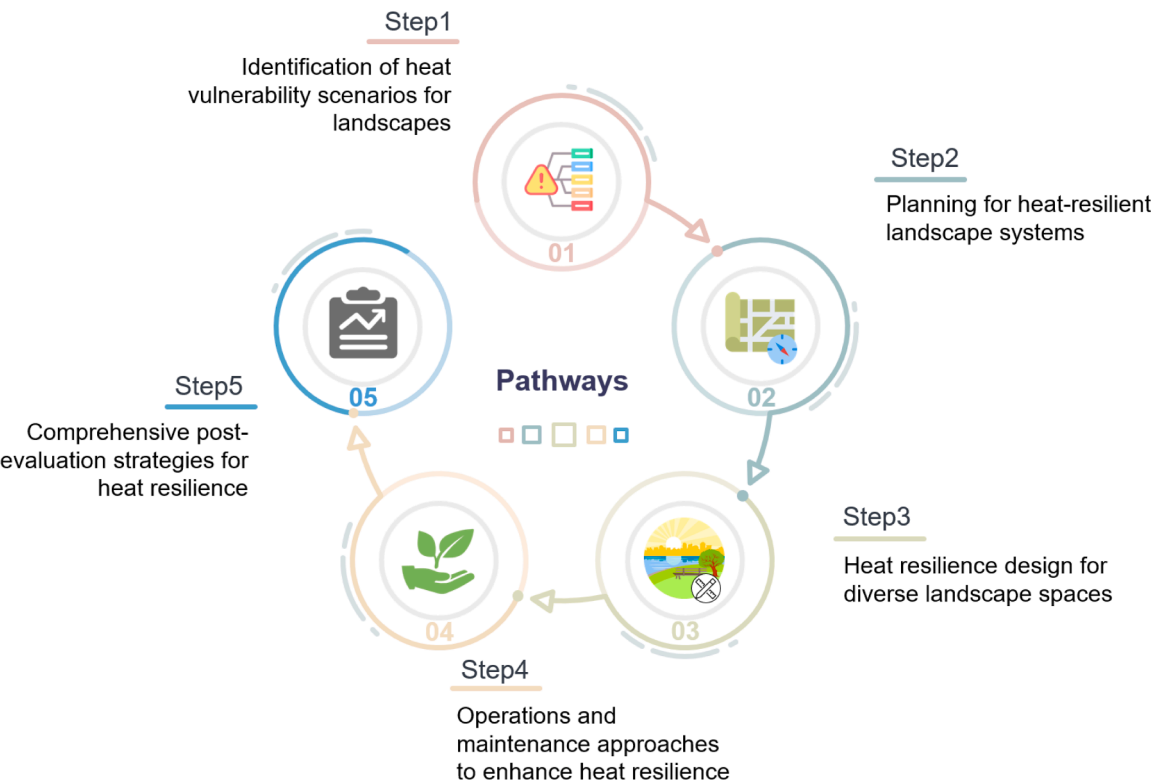 Step1
Identification of heat
vulnerability scenarios for
landscapes
01
Step2
Planning for heat-resilient
landscape systems
02
Step3
Heat resilience design for
diverse landscape spaces
03
Step4
Operations and
maintenance approaches
to enhance heat resilience
04
Step5
Comprehensive post-
evaluation strategies for
heat resilience
05
Pathways